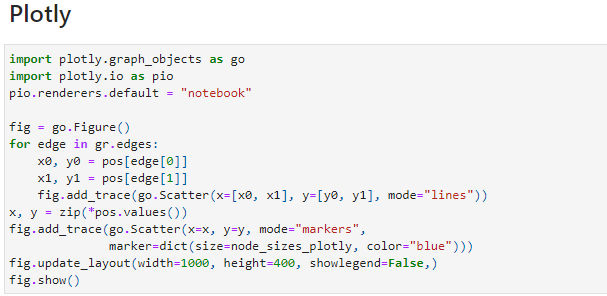 Plotly
import plotly.graph_objects as go
import plotly.io as pio
pio.renderers.default = "notebook"
fig = go.Figure()
for edge in gr.edges:
    x0, y0 = pos[edge[0]]
    x1, y1 = pos[edge[1]]
    fig.add_trace(go.Scatter(x=[x0, x1], y=[y0, y1], mode="lines"))
x, y = zip(*pos.values())
fig.add_trace(go.Scatter(x=x, y=y, mode="markers",
              marker=dict(size=node_sizes_plotly, color="blue")))
fig.update_layout(width=1000, height=400, showlegend=False,)
fig.show()